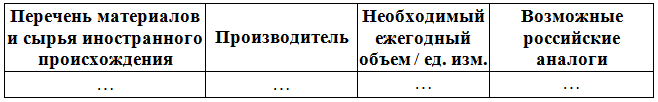 Перечень материалов
и сырья иностранного
происхождения
Производитель
Необходимый
ежегодный
объем / ед. изм.
Возможные
российские
аналоги
… … … …